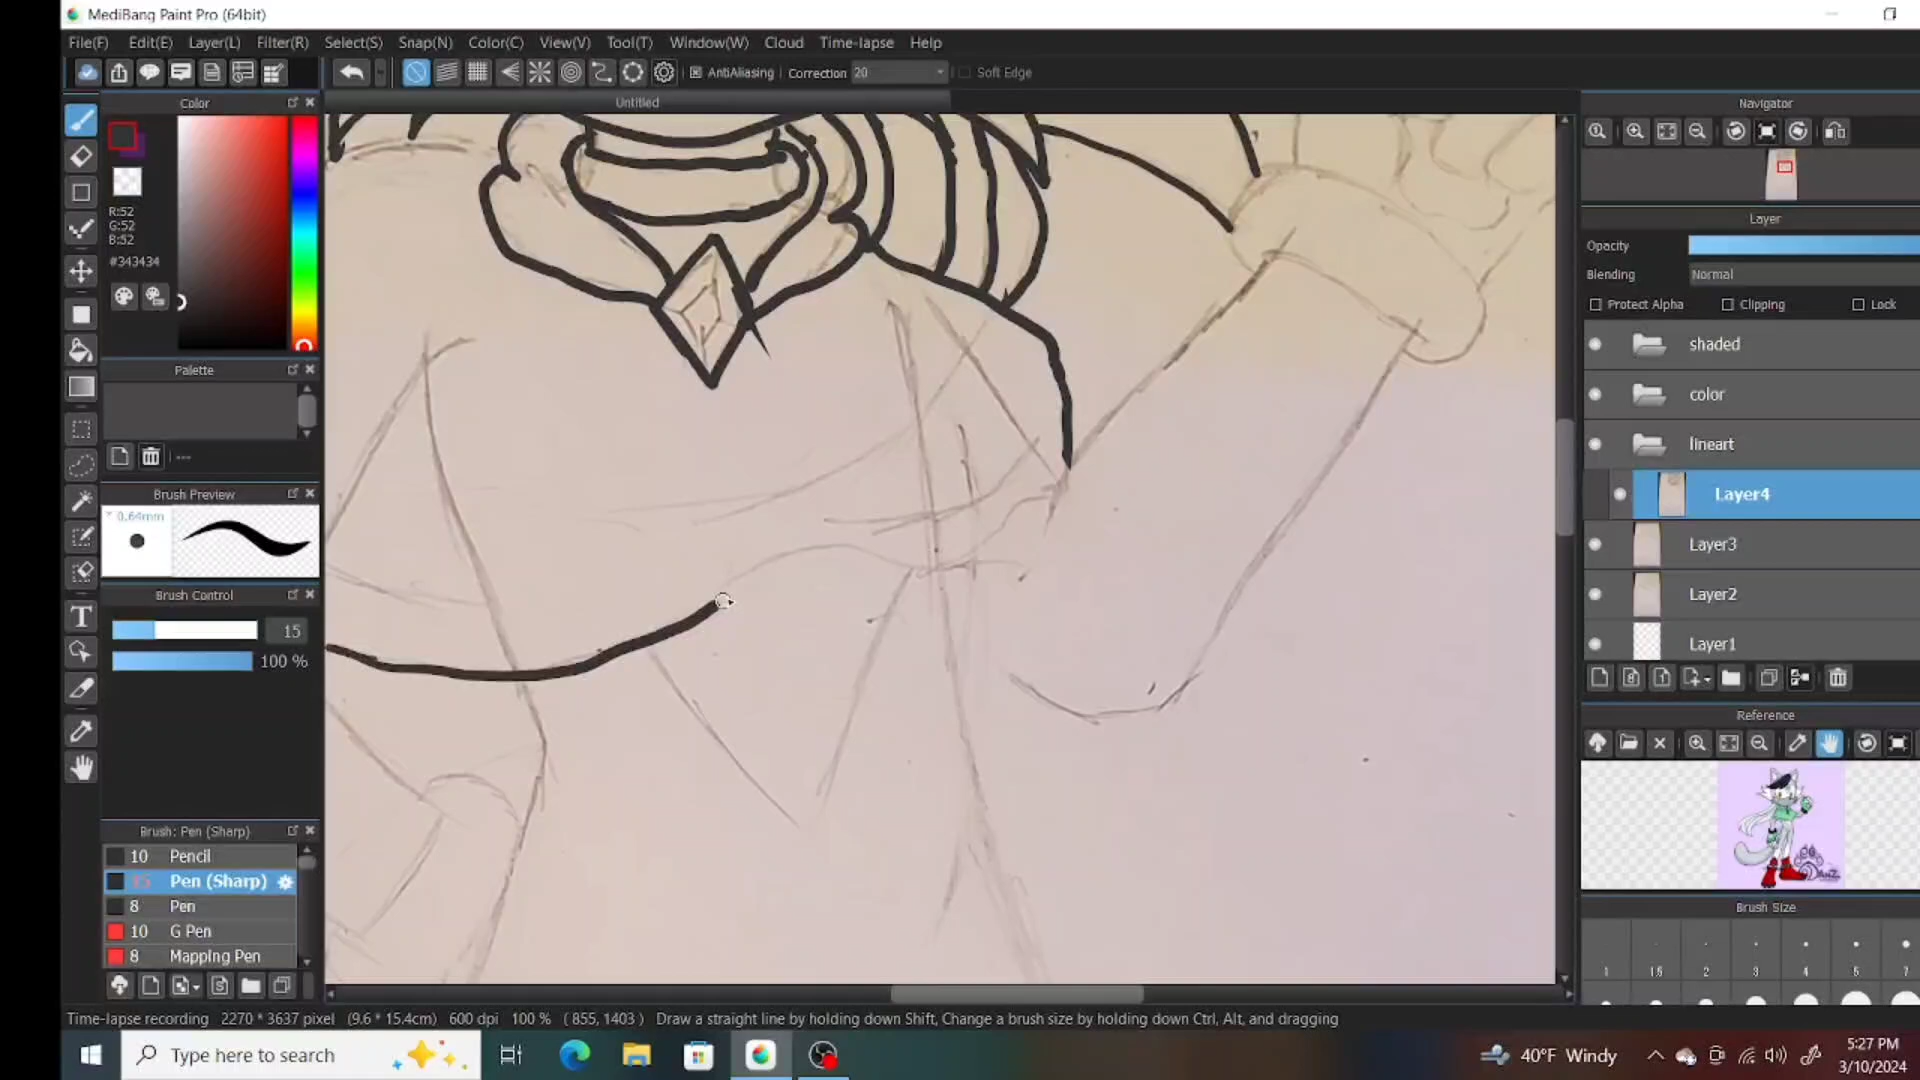 MediBang Paint Pro (64bit)
File(F) Edit(E) Layer(L) Filter(R) Select(S) Snap(N) Color(C) View(V) Tool(T) Window(W) Cloud Time-lapse Help
AntiAliasing Correction 20 Soft Edge
Color
Untitled
Navigator
R:52
G:52
B:52
#343434
Layer
Opacity
Blending Normal
Protect Alpha Clipping Lock
shaded
Palette
color
lineart
---
Brush Preview
Layer4
0.64mm
Layer3
Brush Control
Layer2
15
Layer1
100 %
Reference
Brush: Pen (Sharp)
10 Pencil
15 Pen (Sharp)
8 Pen
Brush Size
10 G Pen
8 Mapping Pen
1 1.5 2 3 4 5 7
Time-lapse recording 2270 * 3637 pixel (9.6 * 15.4cm) 600 dpi 100 % ( 855, 1403 ) Draw a straight line by holding down Shift, Change a brush size by holding down Ctrl, Alt, and dragging
Type here to search
40°F Windy
5:27 PM
3/10/2024